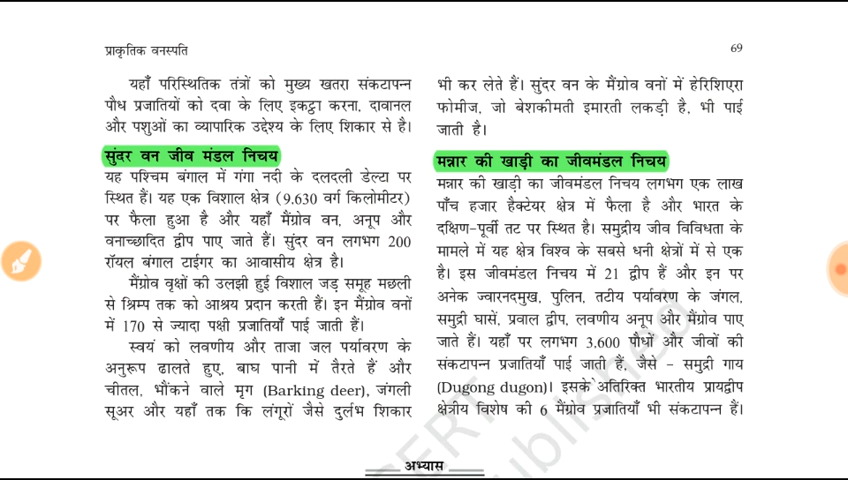 प्राकृतिक वनस्पति
69
यहाँ पारिस्थितिक तंत्रों को मुख्य खतरा संकटापन्न
पौध प्रजातियों को दवा के लिए इकट्ठा करना, दावानल
और पशुओं का व्यापारिक उद्देश्य के लिए शिकार से है।
सुंदर वन जीव मंडल निचय
यह पश्चिम बंगाल में गंगा नदी के दलदली डेल्टा पर
स्थित है। यह एक विशाल क्षेत्र (9.630 वर्ग किलोमीटर)
पर फैला हुआ है और यहाँ मैंग्रोव वन, अनूप और
वनाच्छादित द्वीप पाए जाते हैं। सुंदर वन लगभग 200
रॉयल बंगाल टाईगर का आवासीय क्षेत्र है।
मैंग्रोव वृक्षों की उलझी हुई विशाल जड़ समूह मछली
से श्रिम्प तक को आश्रय प्रदान करती हैं। इन मैंग्रोव वनों
में 170 से ज्यादा पक्षी प्रजातियाँ पाई जाती हैं।
स्वयं को लवणीय और ताजा जल पर्यावरण के
अनुरूप ढालते हुए, बाघ पानी में तैरते हैं और
चीतल, भौंकने वाले मृग (Barking deer), जंगली
सूअर और यहाँ तक कि लंगूरों जैसे दुर्लभ शिकार
भी कर लेते हैं। सुंदर वन के मैंग्रोव वनों में हेरिशिएरा
फोमीज, जो बेशकीमती इमारती लकड़ी है, भी पाई
जाती है।
मन्नार की खाड़ी का जीवमंडल निचय
मन्नार की खाड़ी का जीवमंडल निचय लगभग एक लाख
पाँच हजार हैक्टेयर क्षेत्र में फैला है और भारत के
दक्षिण-पूर्वी तट पर स्थित है। समुद्रीय जीव विविधता के
मामले में यह क्षेत्र विश्व के सबसे धनी क्षेत्रों में से एक
है। इस जीवमंडल निचय में 21 द्वीप हैं और इन पर
अनेक ज्वारनदमुख, पुलिन, तटीय पर्यावरण के जंगल,
समुद्री घासें, प्रवाल द्वीप, लवणीय अनूप और मैंग्रोव पाए
जाते हैं। यहाँ पर लगभग 3.600 पौधों और जीवों की
संकटापन्न प्रजातियाँ पाई जाती हैं, जैसे - समुद्री गाय
(Dugong dugon)। इसके अतिरिक्त भारतीय प्रायद्वीप
क्षेत्रीय विशेष की 6 मैंग्रोव प्रजातियाँ भी संकटापन्न हैं।
अभ्यास